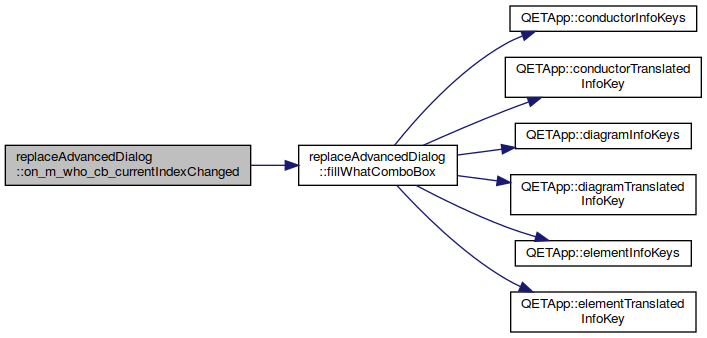 replaceAdvancedDialog
::on_m_who_cb_currentIndexChanged
replaceAdvancedDialog
::fillWhatComboBox
QETApp::conductorInfoKeys
QETApp::conductorTranslated
InfoKey
QETApp::diagramInfoKeys
QETApp::diagramTranslated
InfoKey
QETApp::elementInfoKeys
QETApp::elementTranslated
InfoKey